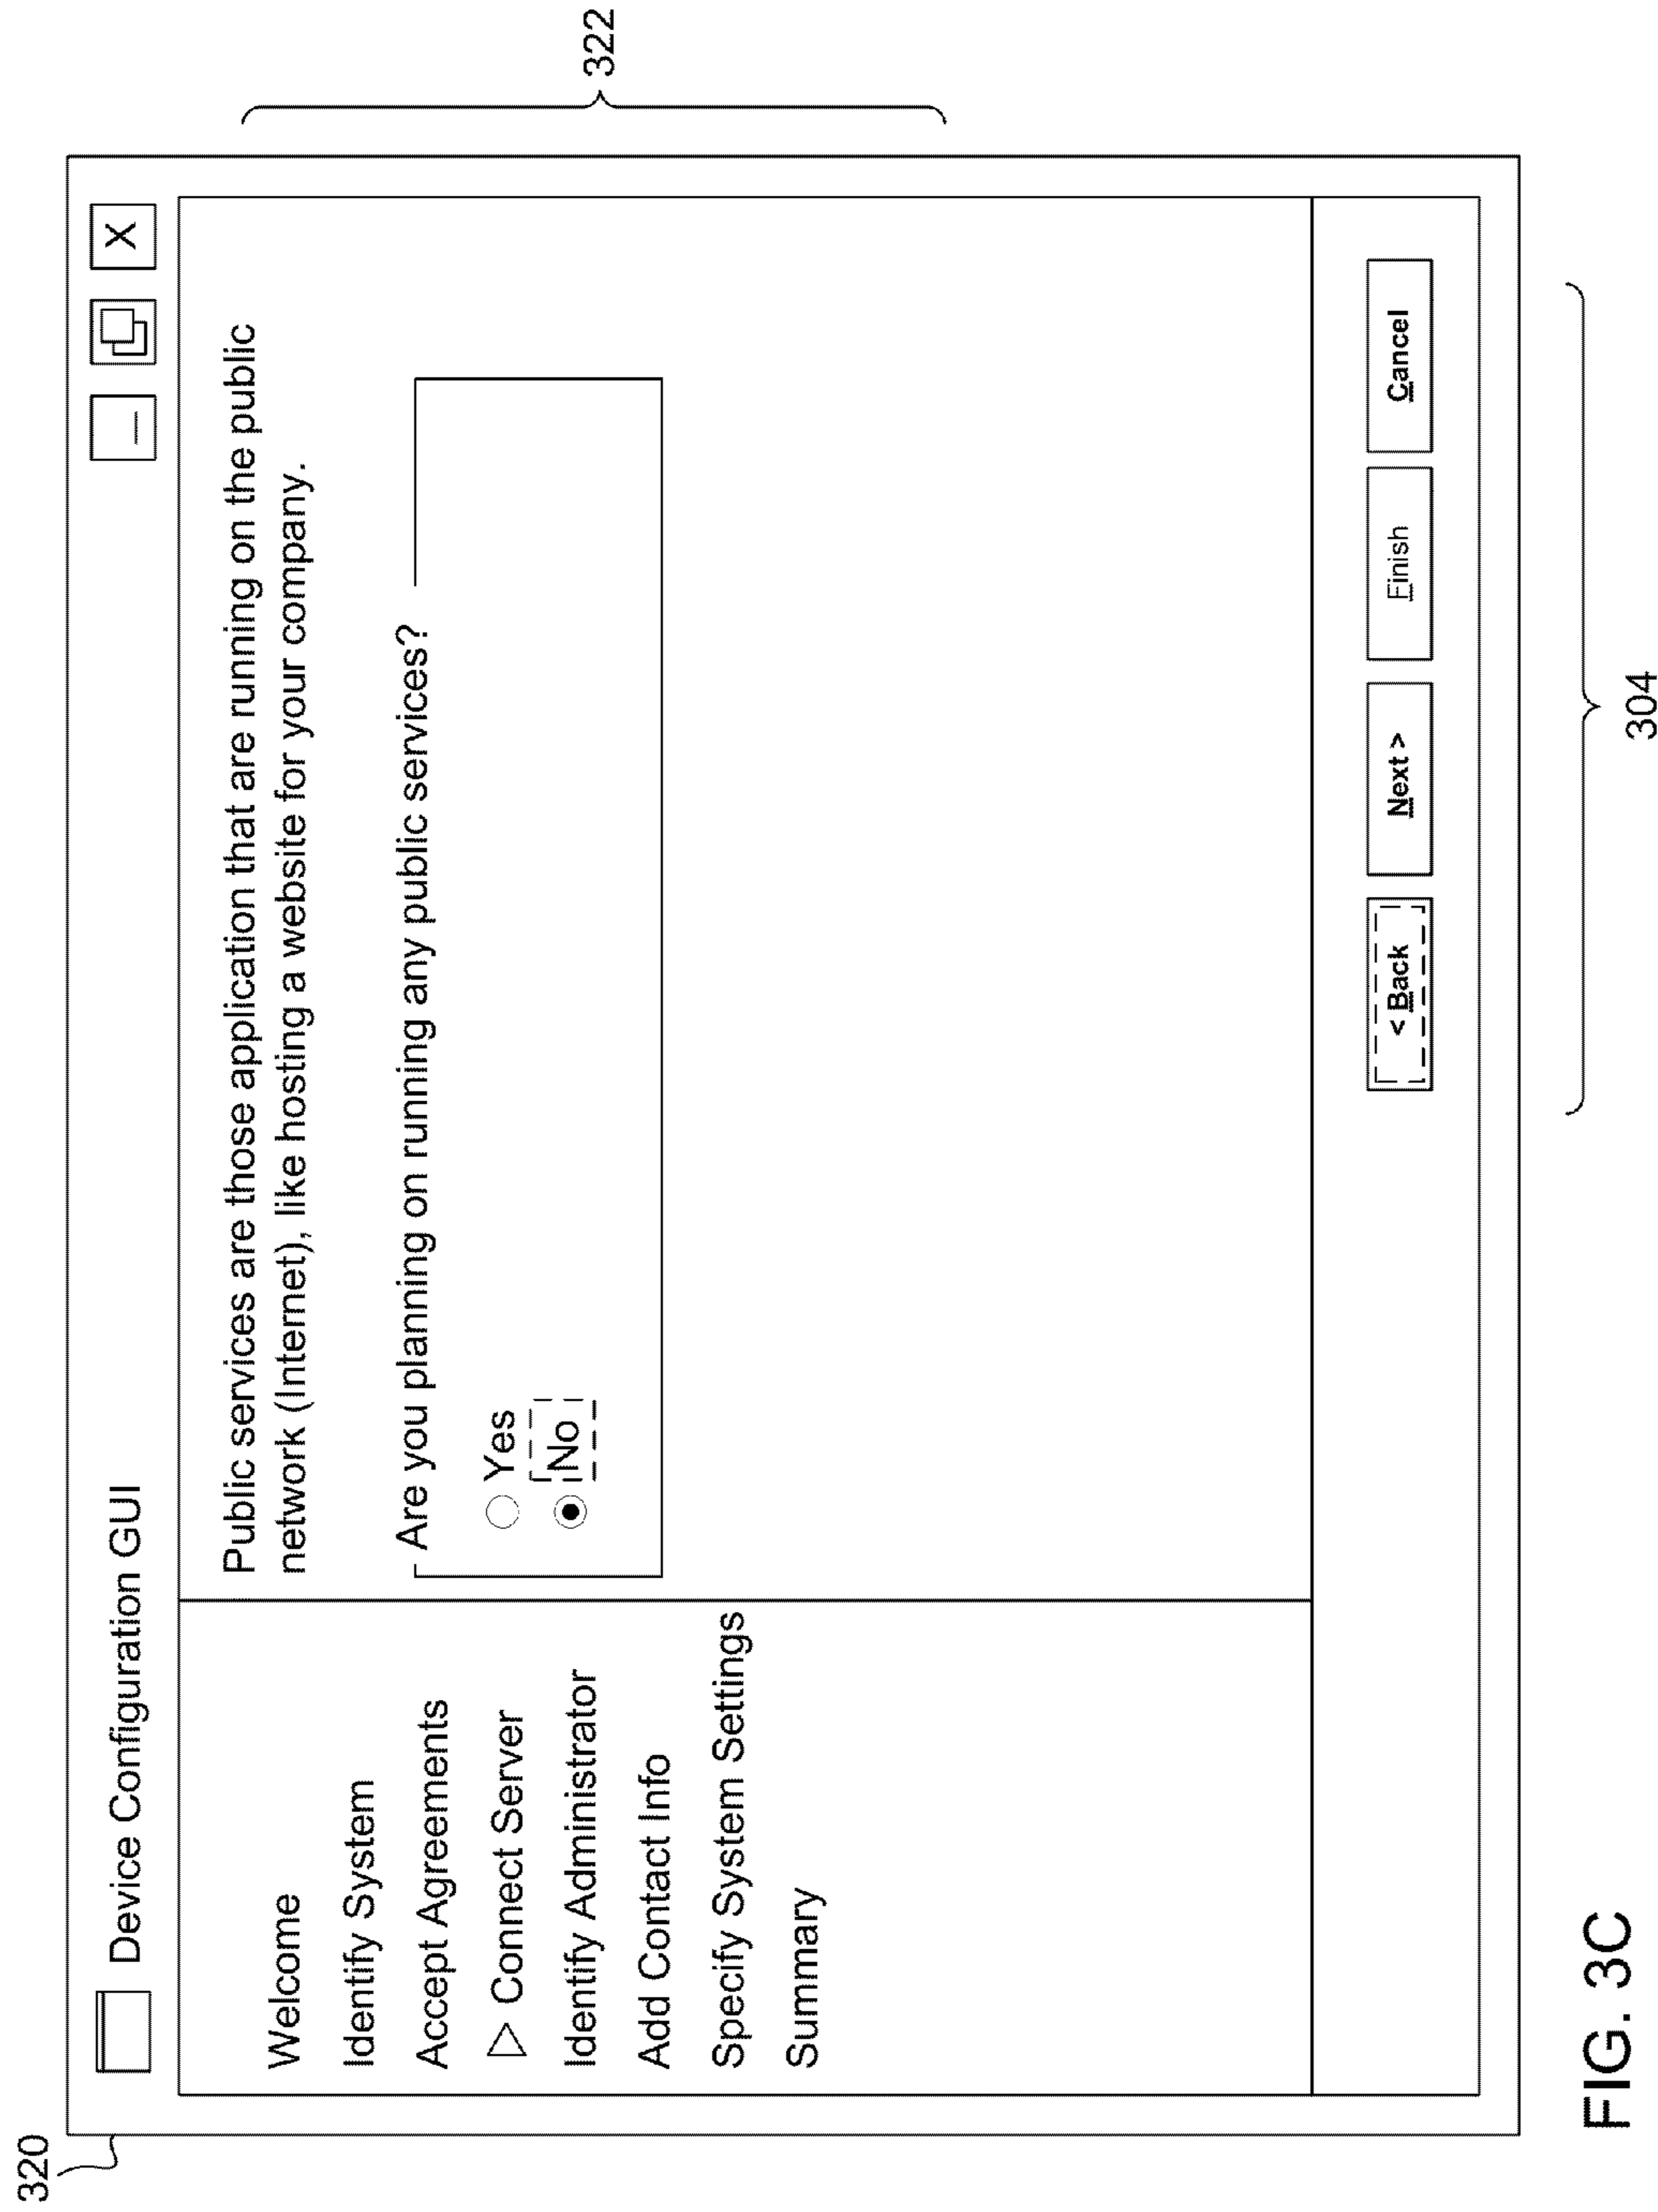 320
Device Configuration GUI
X
Welcome
Identify System
Accept Agreements
Connect Server
Identify Administrator
Add Contact Info
Specify System Settings
Summary
Public services are those application that are running on the public
network (Internet), like hosting a website for your company.
Are you planning on running any public services?
Yes
No
322
< Back
Next >
Finish
Cancel
304
FIG. 3C